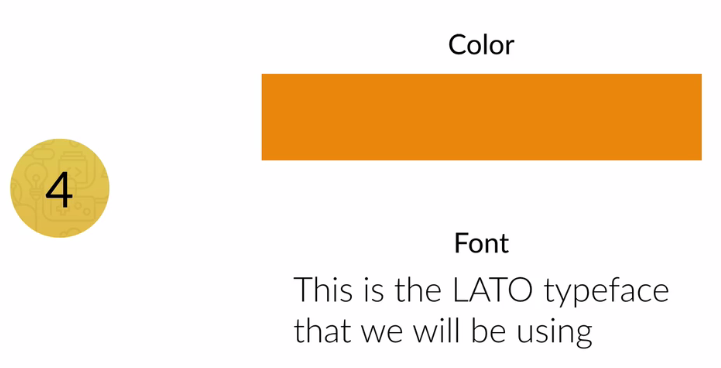 Color
4
Font
This is the LATO typeface
that we will be using